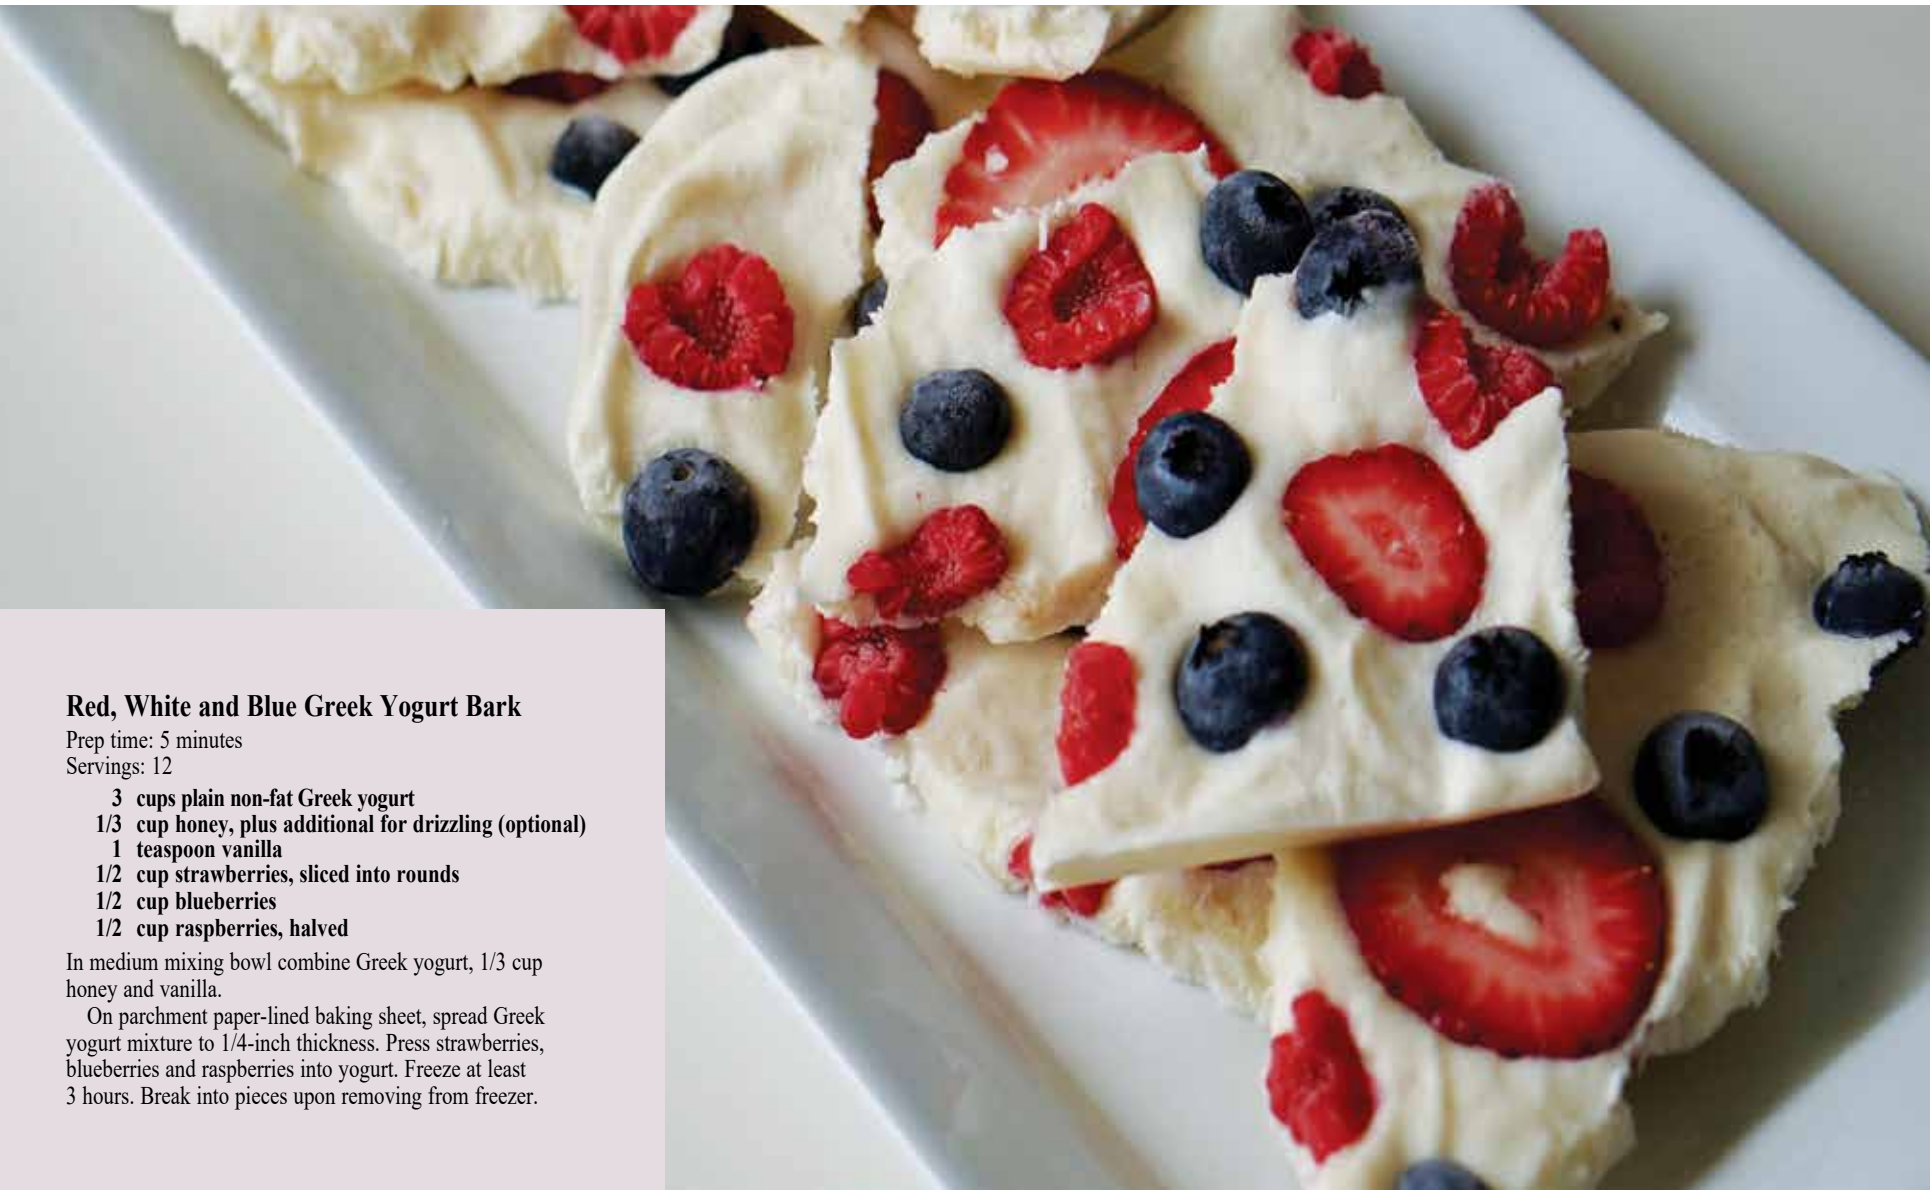 Red, White and Blue Greek Yogurt Bark
Prep time: 5 minutes
Servings: 12
3 cups plain non-fat Greek yogurt
1/3 cup honey, plus additional for drizzling (optional)
1 teaspoon vanilla
1/2 cup strawberries, sliced into rounds
1/2 cup blueberries
1/2 cup raspberries, halved
In medium mixing bowl combine Greek yogurt, 1/3 cup
honey and vanilla.
On parchment paper-lined baking sheet, spread Greek
yogurt mixture to 1/4-inch thickness. Press strawberries,
blueberries and raspberries into yogurt. Freeze at least
3 hours. Break into pieces upon removing from freezer.